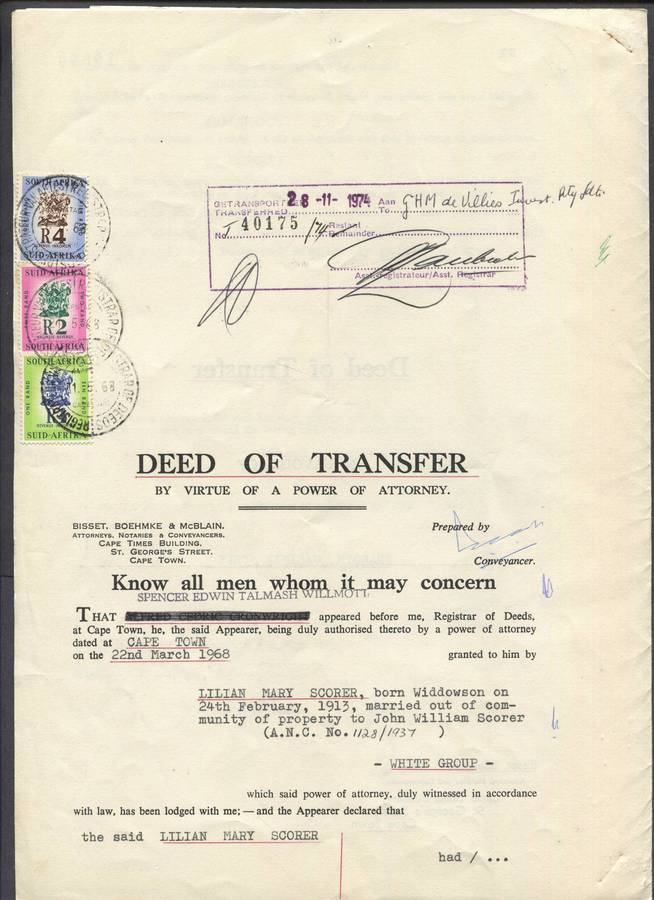 SOUTH AFRICA
R4
SUID-AFRIKA
SUID-AFRIKA
R2
SOUTH AFRICA
SOUTH AFRICA
ONE RAND
SUID-AFRIKA
GETRANSPORTEER 28-11-1974 Aan GHM de Villiers Invest. Pty Ltd.
TRANSFERRED To
No. T 40175 /74 Restant
Remainder
Asst. Registrateur/Asst. Registrar
DEED OF TRANSFER
BY VIRTUE OF A POWER OF ATTORNEY.
BISSET, BOEHMKE & McBLAIN.
ATTORNEYS, NOTARIES & CONVEYANCERS.
CAPE TIMES BUILDING.
ST. GEORGE'S STREET.
CAPE TOWN.
Prepared by
Conveyancer.
Know all men whom it may concern
SPENCER EDWIN TALMASH WILLMOTT
THAT appeared before me, Registrar of Deeds,
at Cape Town, he, the said Appearer, being duly authorised thereto by a power of attorney
dated at CAPE TOWN
on the 22nd March 1968 granted to him by
LILIAN MARY SCORER, born Widdowson on
24th February, 1913, married out of com-
munity of property to John William Scorer
(A.N.C. No. 1128/1937 )
- WHITE GROUP -
which said power of attorney, duly witnessed in accordance
with law, has been lodged with me; — and the Appearer declared that
the said LILIAN MARY SCORER
had / ...